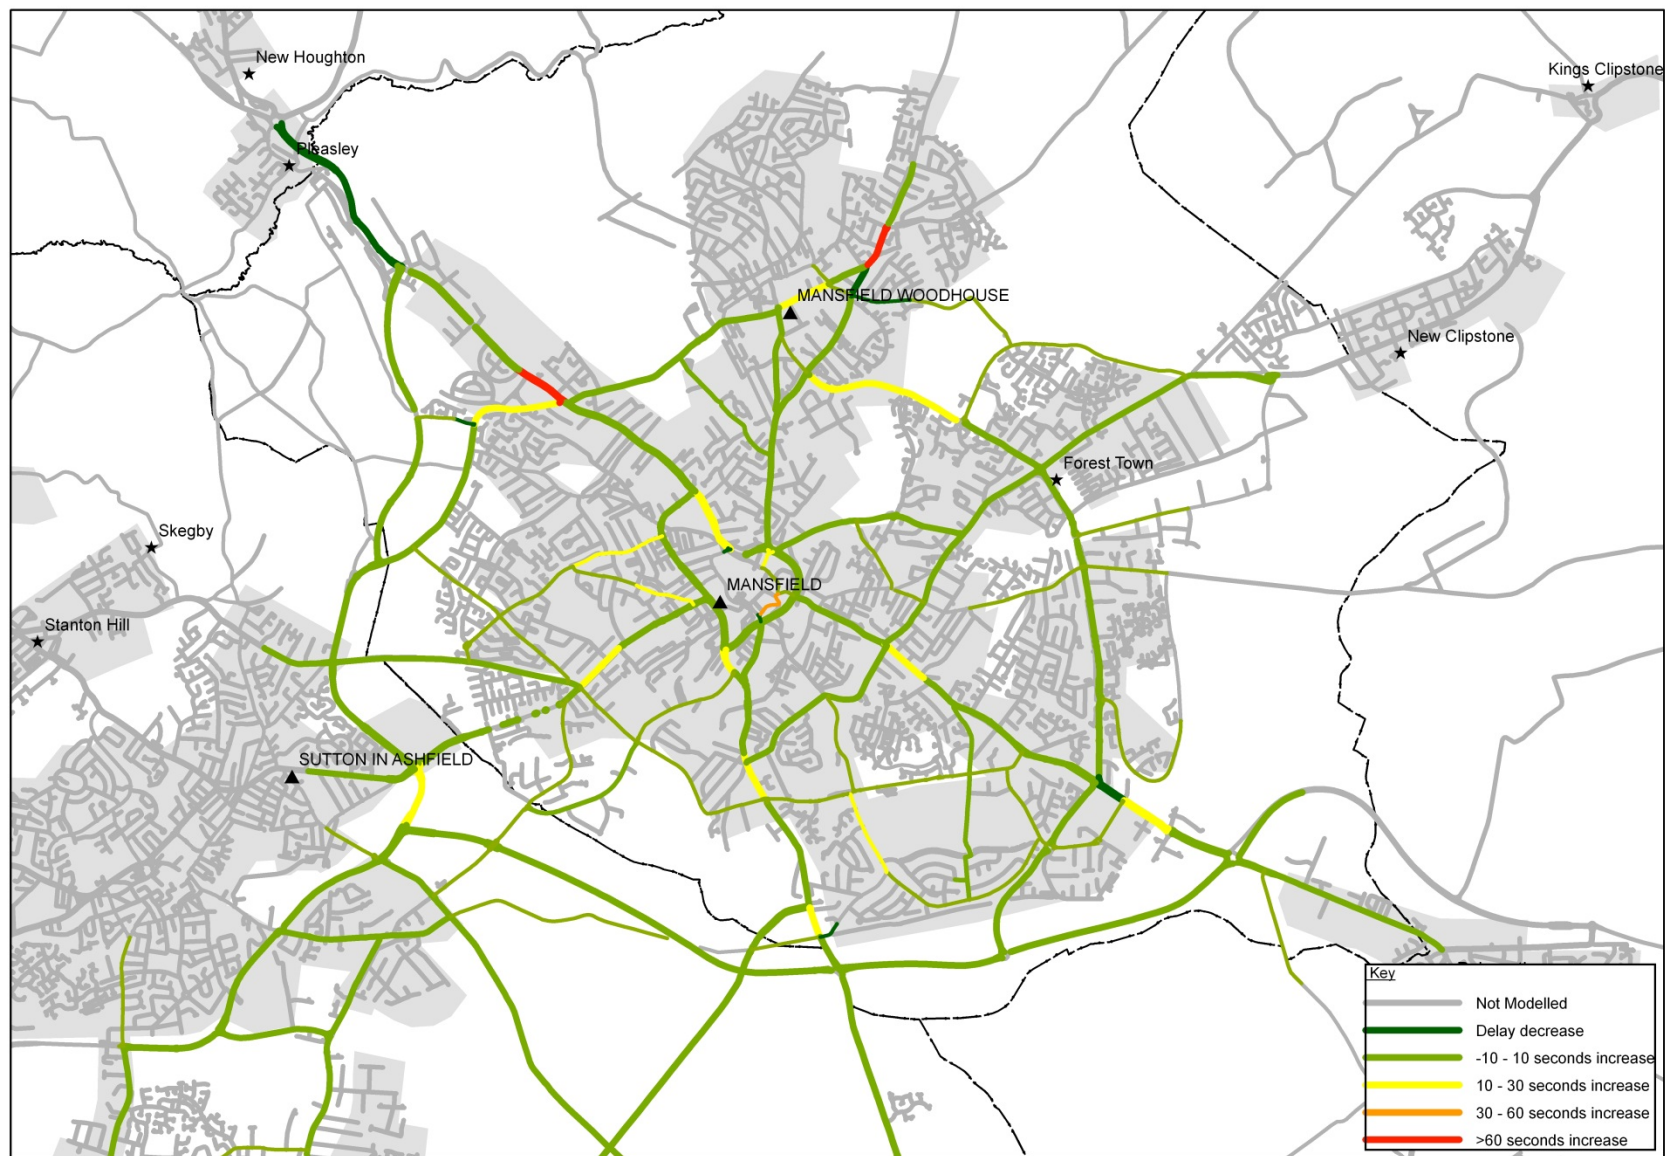 New Houghton
Kings Clipstone
Pleasley
MANSFIELD WOODHOUSE
New Clipstone
Forest Town
Skegby
MANSFIELD
Stanton Hill
SUTTON IN ASHFIELD
Key
Not Modelled
Delay decrease
-10 - 10 seconds increase
10 - 30 seconds increase
30 - 60 seconds increase
>60 seconds increase